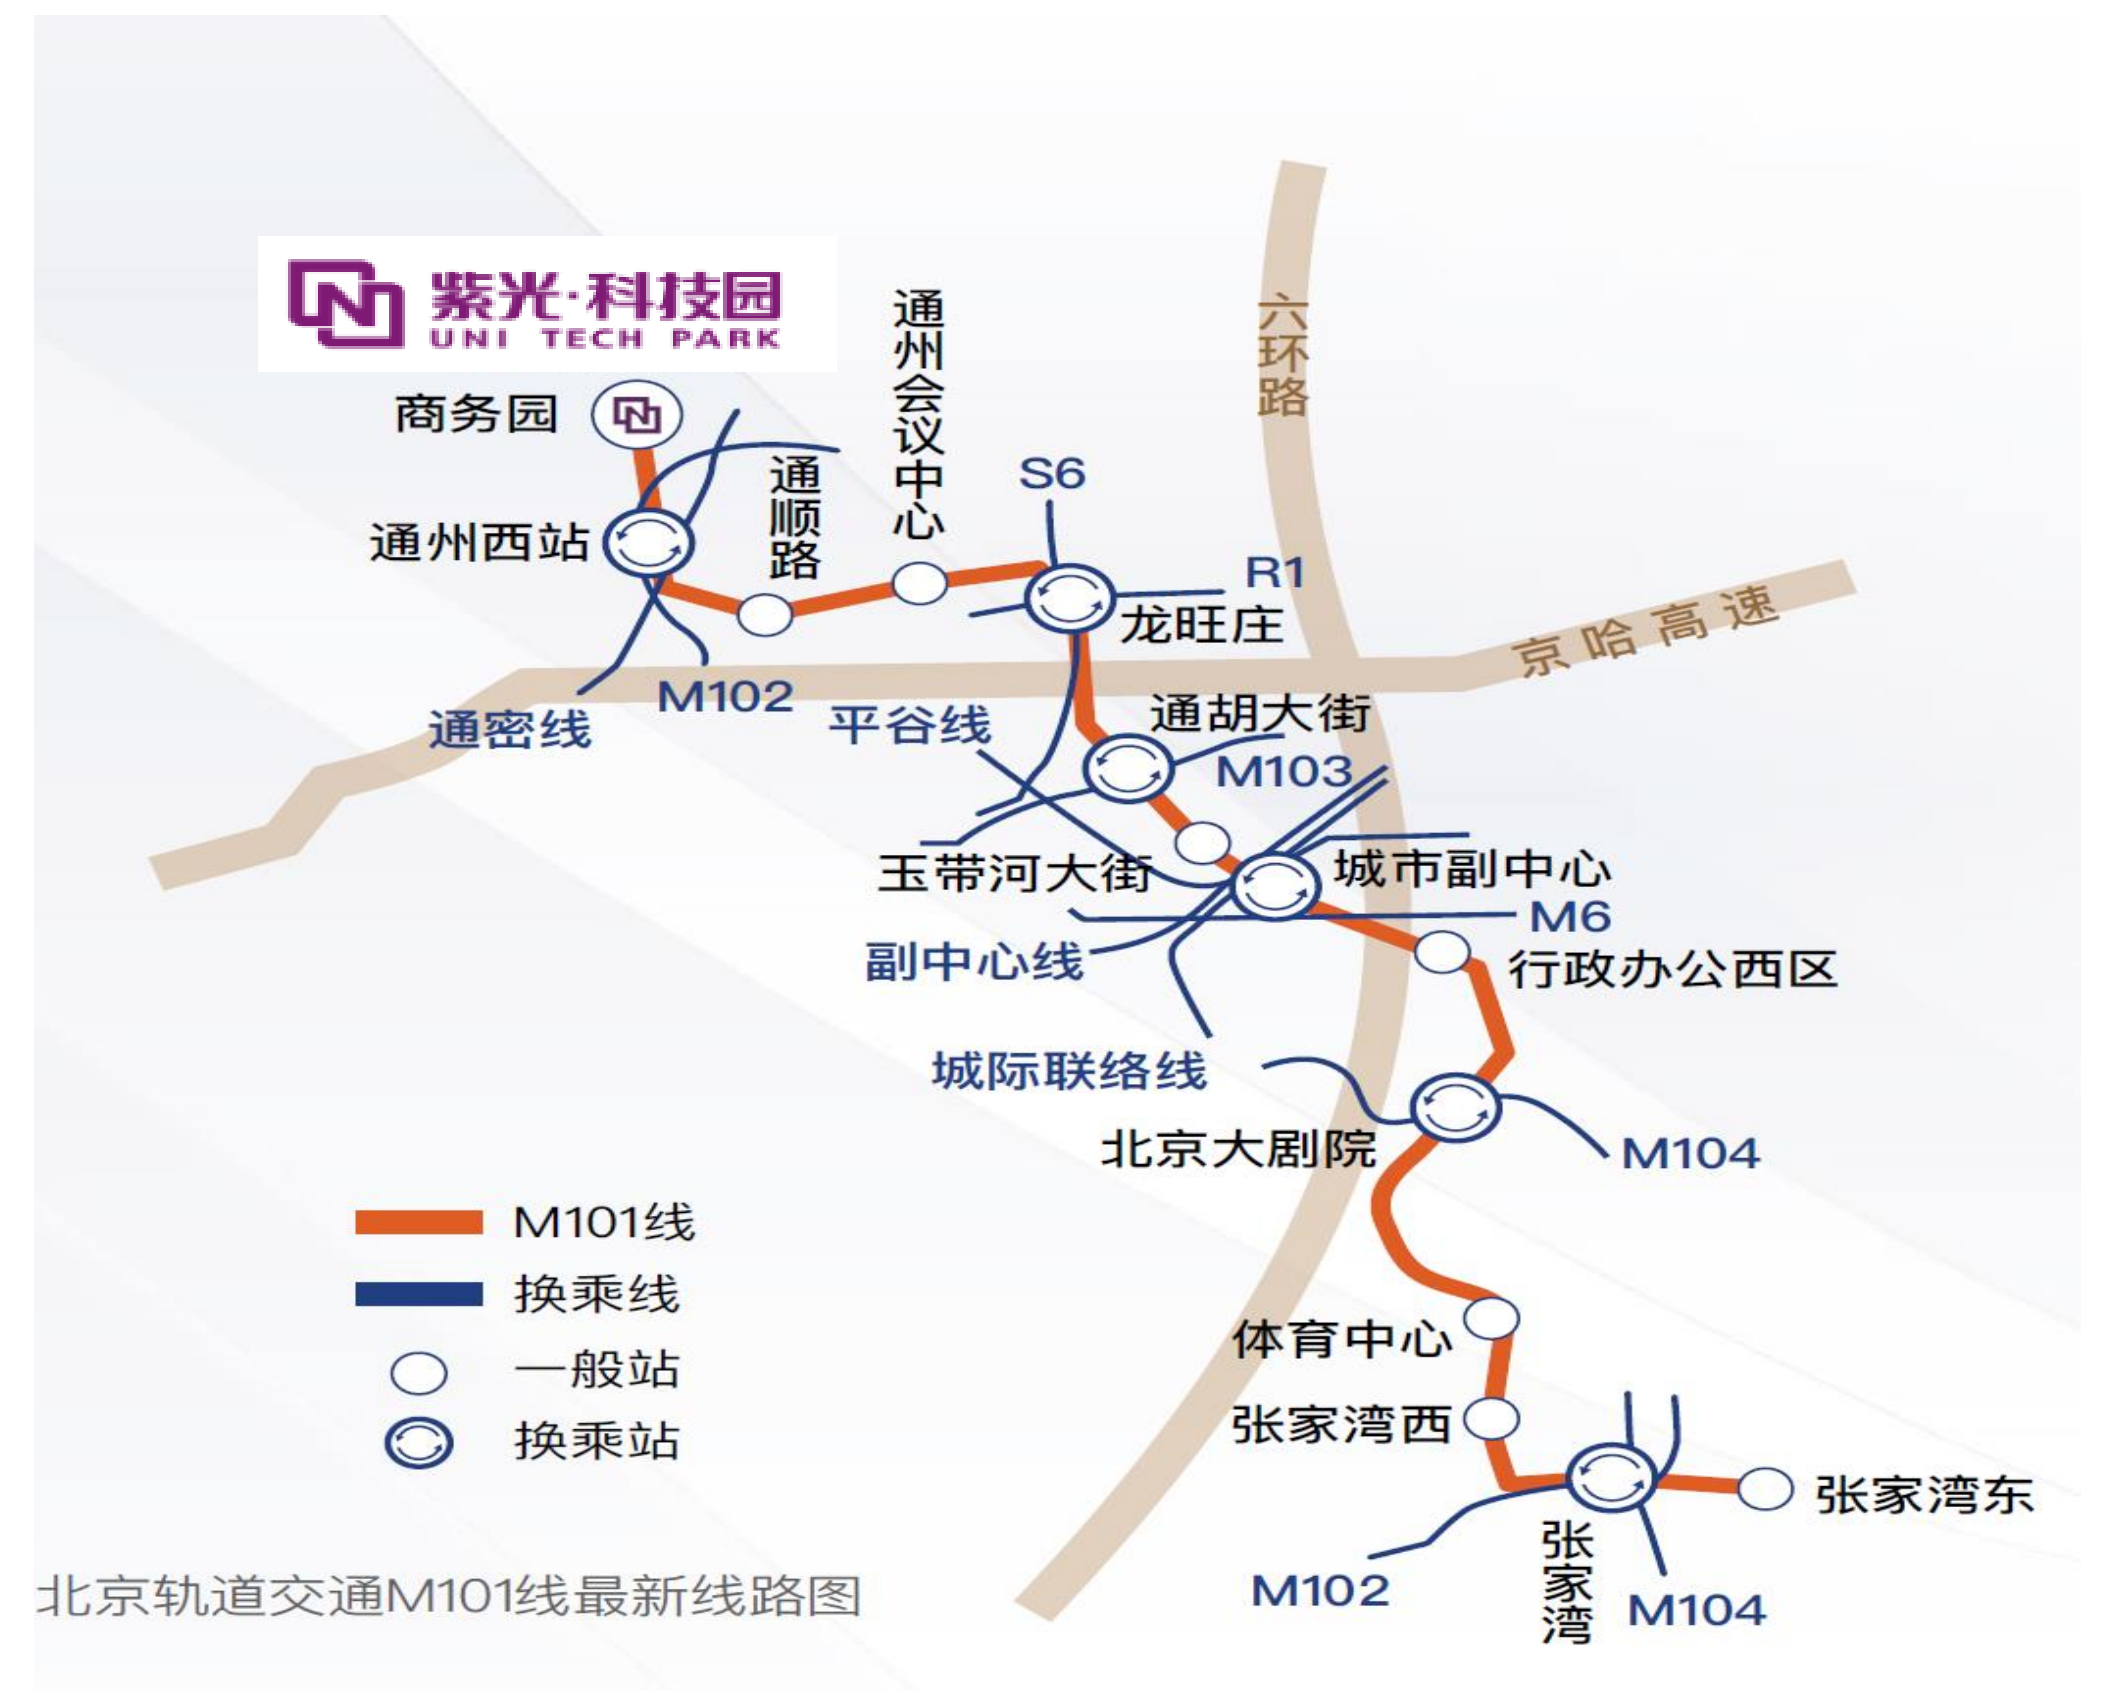 紫光·科技园
UNI TECH PARK
通州会议中心
六环路
商务园
通顺路
S6
通州西站
R1
龙旺庄
京哈高速
M102
通密线
平谷线
通胡大街
M103
玉带河大街
城市副中心
M6
副中心线
行政办公西区
城际联络线
北京大剧院
M104
M101线
换乘线
体育中心
一般站
张家湾西
换乘站
张家湾东
张家湾
M102
M104
北京轨道交通M101线最新线路图